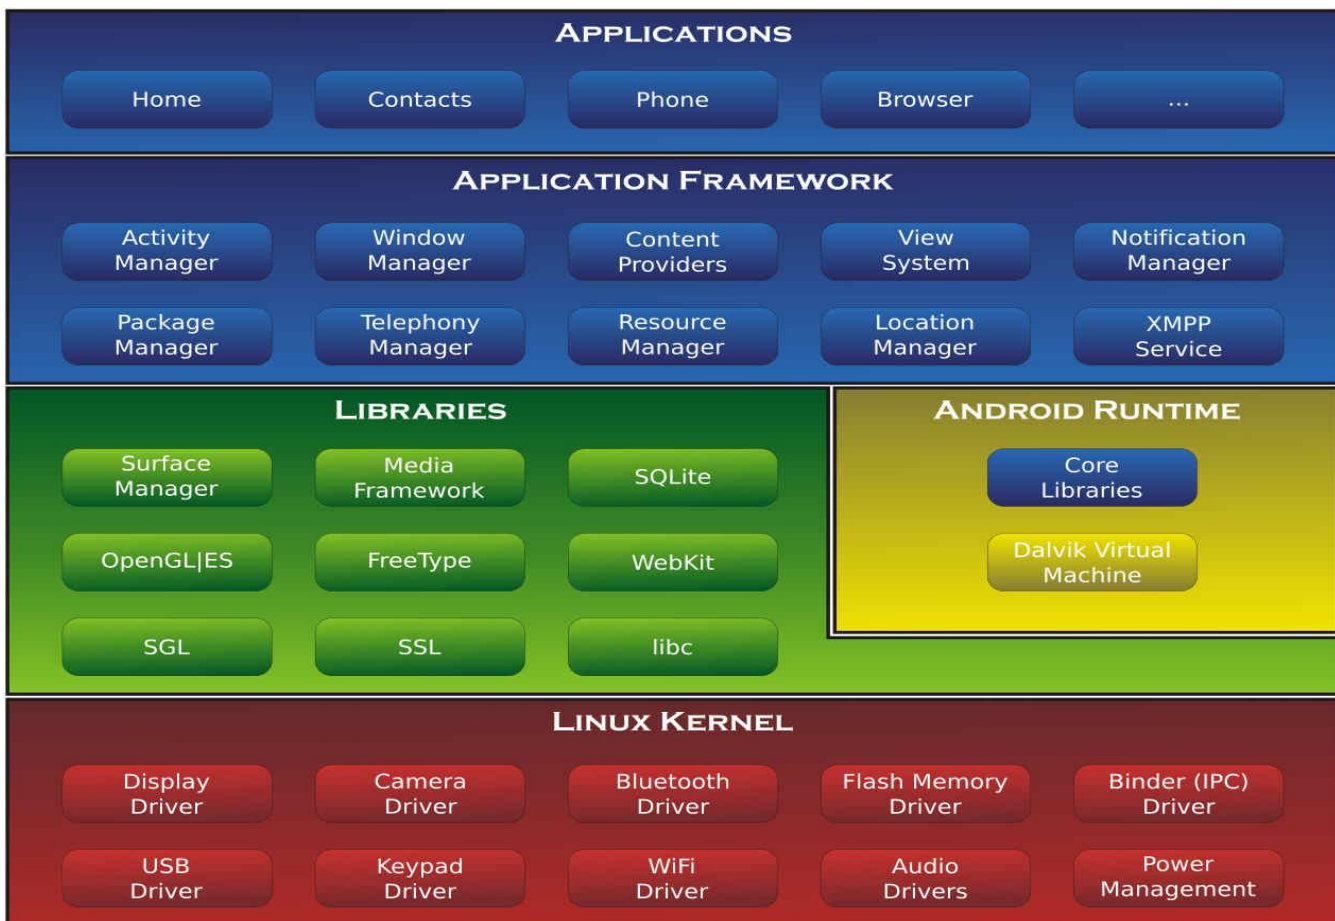 APPLICATIONS
Home
Contacts
Phone
Browser
...
APPLICATION FRAMEWORK
Activity
Manager
Window
Manager
Content
Providers
View
System
Notification
Manager
Package
Manager
Telephony
Manager
Resource
Manager
Location
Manager
XMPP
Service
LIBRARIES
Surface
Manager
Media
Framework
SQLite
OpenGL|ES
FreeType
WebKit
SGL
SSL
libc
ANDROID RUNTIME
Core
Libraries
Dalvik Virtual
Machine
LINUX KERNEL
Display
Driver
Camera
Driver
Bluetooth
Driver
Flash Memory
Driver
Binder (IPC)
Driver
USB
Driver
Keypad
Driver
WiFi
Driver
Audio
Drivers
Power
Management